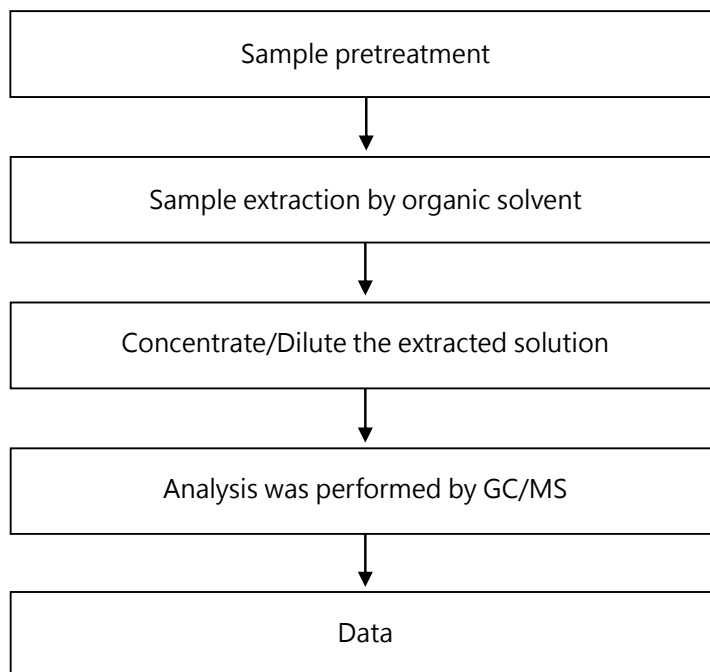 Sample pretreatment
Sample extraction by organic solvent
Concentrate/Dilute the extracted solution
Analysis was performed by GC/MS
Data